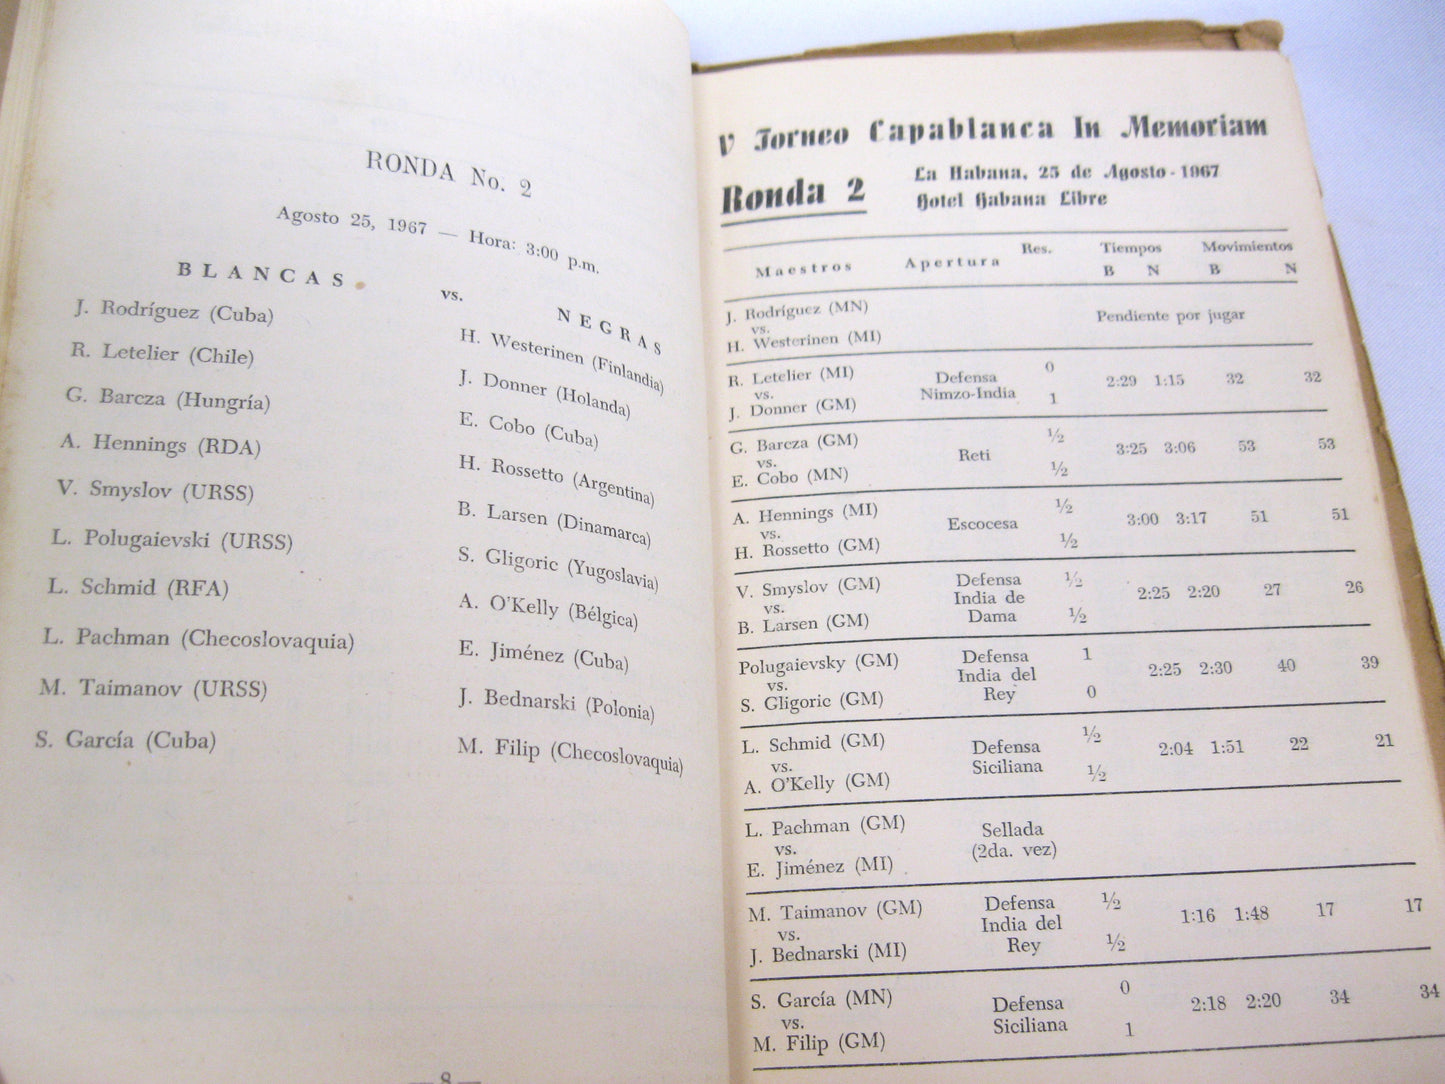 RONDA No. 2
Agosto 25, 1967 — Hora: 3:00 p.m.
BLANCAS vs. NEGRAS
J. Rodríguez (Cuba) H. Westerinen (Finlandia)
R. Letelier (Chile) J. Donner (Holanda)
G. Barcza (Hungría) E. Cobo (Cuba)
A. Hennings (RDA) H. Rossetto (Argentina)
V. Smyslov (URSS) B. Larsen (Dinamarca)
L. Polugaievski (URSS) S. Gligoric (Yugoslavia)
L. Schmid (RFA) A. O'Kelly (Bélgica)
L. Pachman (Checoslovaquia) E. Jiménez (Cuba)
M. Taimanov (URSS) J. Bednarski (Polonia)
S. García (Cuba) M. Filip (Checoslovaquia)
— 8 —
V Torneo Capablanca In Memoriam
Ronda 2
La Habana, 25 de Agosto - 1967
Hotel Habana Libre
Maestros Apertura Res. Tiempos Movimientos
B N B N
J. Rodríguez (MN)
vs. Pendiente por jugar
H. Westerinen (MI)
R. Letelier (MI) Defensa 0
vs. Nimzo-India 2:29 1:15 32 32
J. Donner (GM) 1
G. Barcza (GM) ½
vs. Reti 3:25 3:06 53 53
E. Cobo (MN) ½
A. Hennings (MI) ½
vs. Escocesa 3:00 3:17 51 51
H. Rossetto (GM) ½
V. Smyslov (GM) Defensa ½
vs. India de 2:25 2:20 27 26
B. Larsen (GM) Dama ½
Polugaievsky (GM) Defensa 1
vs. India del 2:25 2:30 40 39
S. Gligoric (GM) Rey 0
L. Schmid (GM) Defensa ½
vs. Siciliana 2:04 1:51 22 21
A. O'Kelly (GM) ½
L. Pachman (GM) Sellada
vs. (2da. vez)
E. Jiménez (MI)
M. Taimanov (GM) Defensa ½
vs. India del 1:16 1:48 17 17
J. Bednarski (MI) Rey ½
S. García (MN) Defensa 0
vs. Siciliana 2:18 2:20 34 34
M. Filip (GM) 1